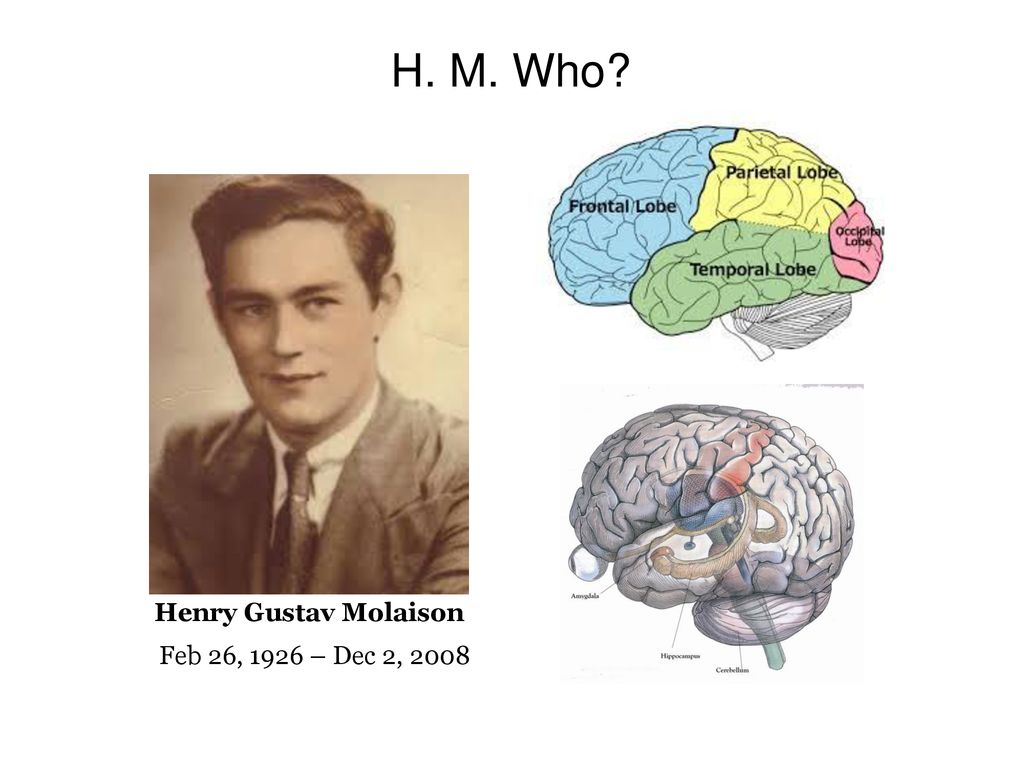 H. M. Who?
Frontal Lobe
Parietal Lobe
Occipital
Lobe
Temporal Lobe
Amygdala
Hippocampus
Cerebellum
Henry Gustav Molaison
Feb 26, 1926 – Dec 2, 2008